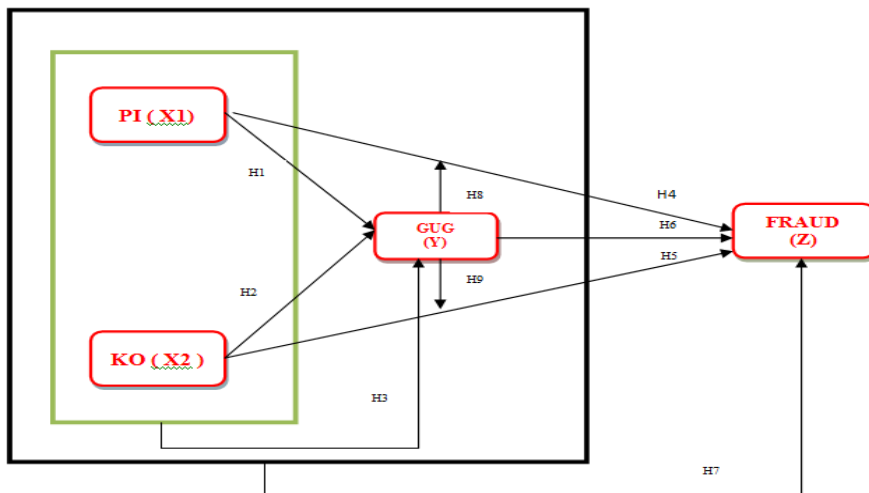 PI ( X1)
H1
H8
H4
GUG
(Y)
H6
FRAUD
(Z)
H5
H9
H2
KO ( X2 )
H3
H7